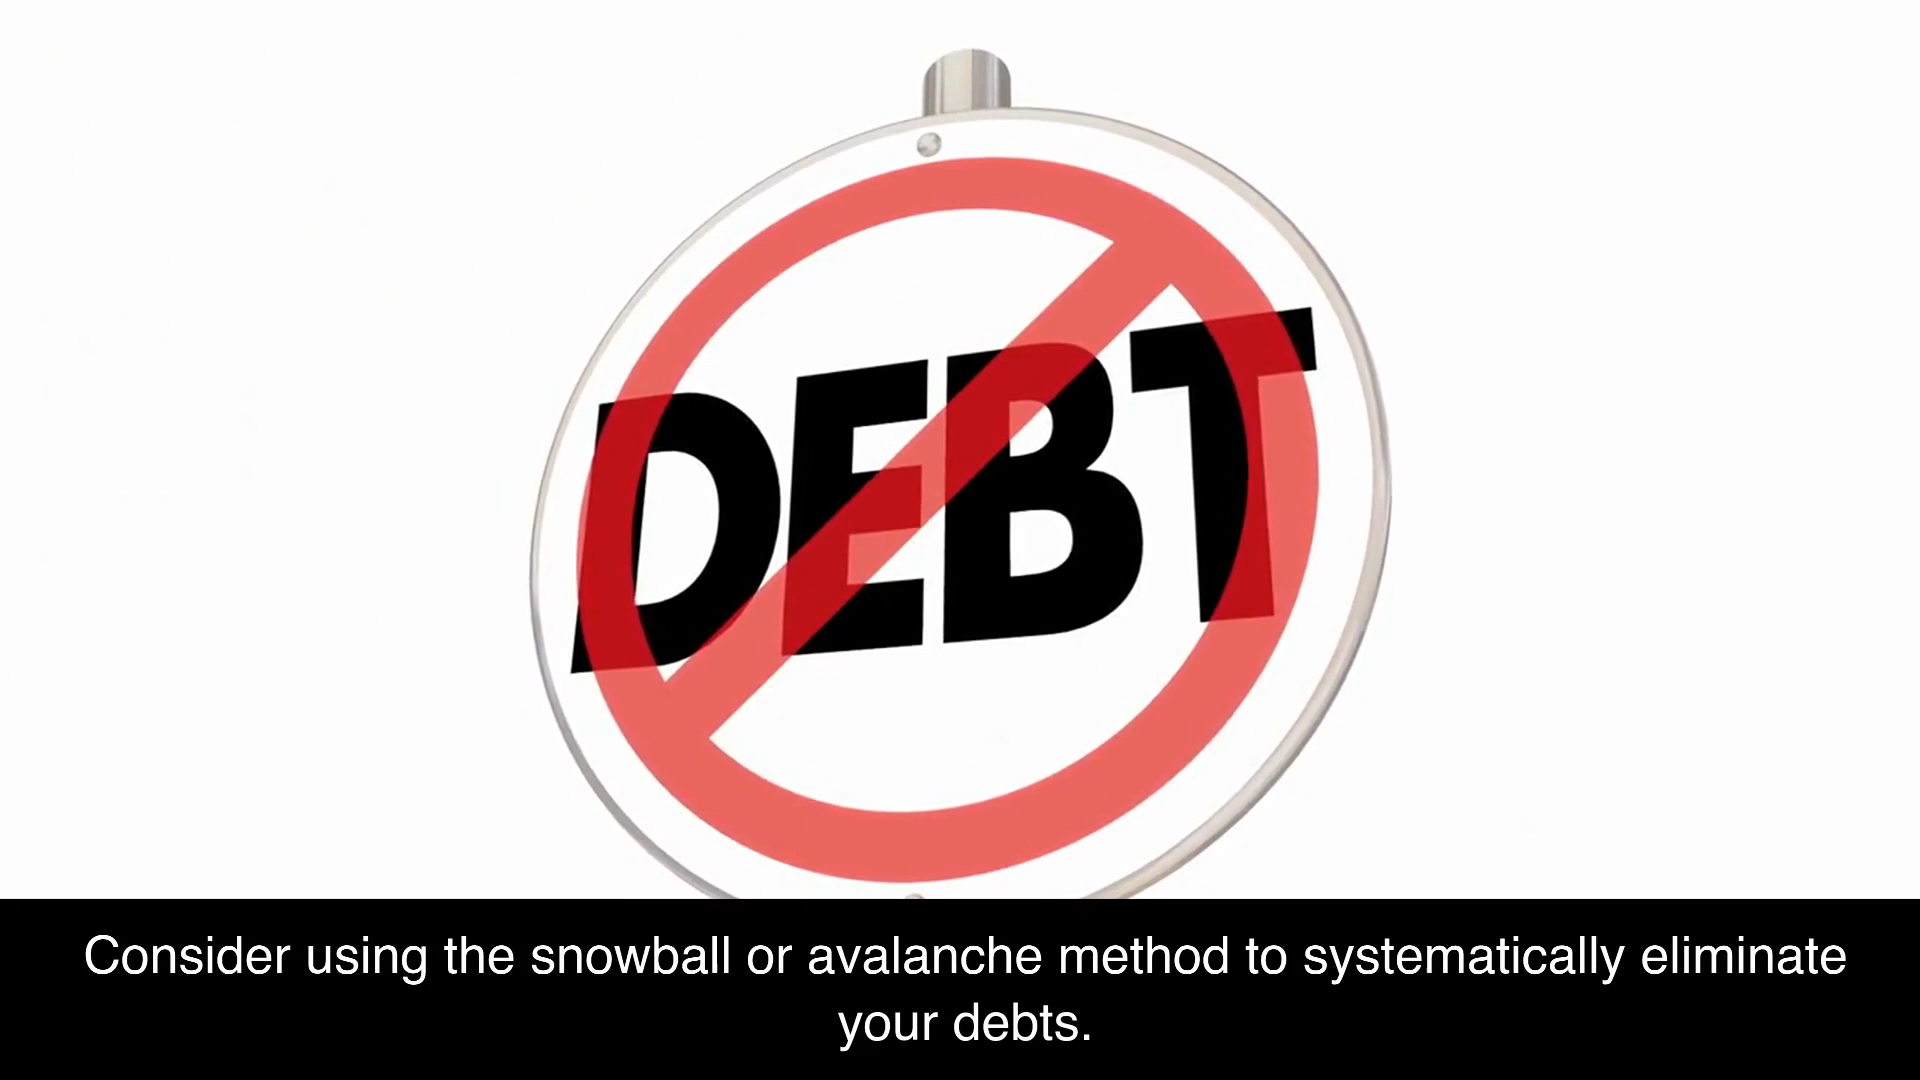 DEBT
Consider using the snowball or avalanche method to systematically eliminate
your debts.